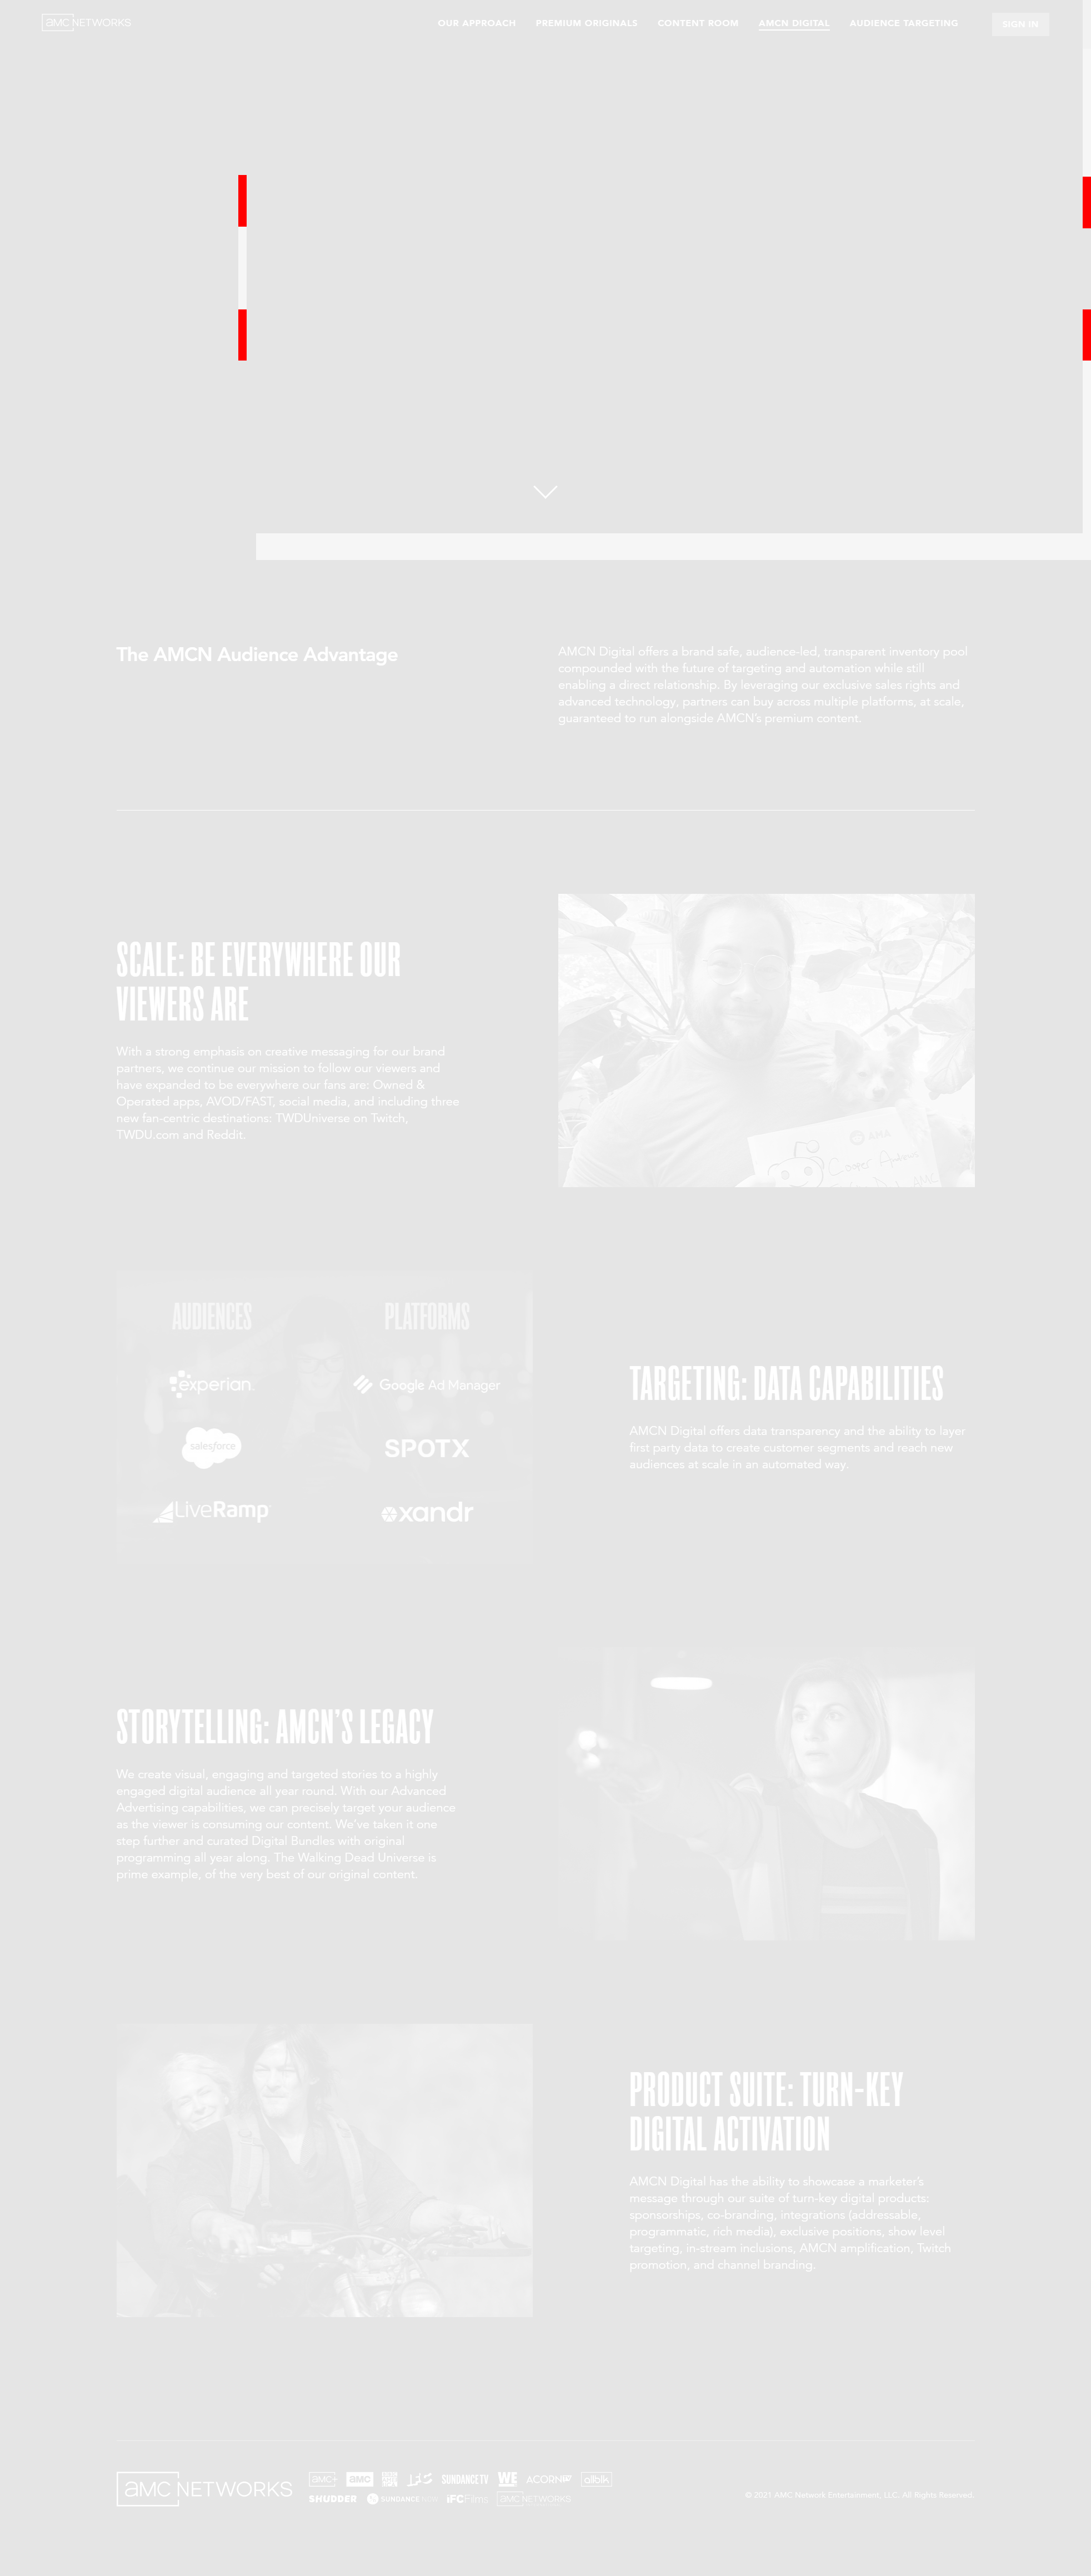 aMC NETWORKS
OUR APPROACH
PREMIUM ORIGINALS
CONTENT ROOM
AMCN DIGITAL
AUDIENCE TARGETING
SIGN IN
The AMCN Audience Advantage
AMCN Digital offers a brand safe, audience-led, transparent inventory pool
compounded with the future of targeting and automation while still
enabling a direct relationship. By leveraging our exclusive sales rights and
advanced technology, partners can buy across multiple platforms, at scale,
guaranteed to run alongside AMCN's premium content.
SCALE: BE EVERYWHERE OUR
VIEWERS ARE
With a strong emphasis on creative messaging for our brand
partners, we continue our mission to follow our viewers and
have expanded to be everywhere our fans are: Owned &
Operated apps, AVOD/FAST, social media, and including three
new fan-centric destinations: TWDUniverse on Twitch,
TWDU.com and Reddit.
AMA
Cooper Andrews
AUDIENCES
PLATFORMS
experian.
Google Ad Manager
salesforce
SPOTX
LiveRamp
xandr
TARGETING: DATA CAPABILITIES
AMCN Digital offers data transparency and the ability to layer
first party data to create customer segments and reach new
audiences at scale in an automated way.
STORYTELLING: AMCN'S LEGACY
We create visual, engaging and targeted stories to a highly
engaged digital audience all year round. With our Advanced
Advertising capabilities, we can precisely target your audience
as the viewer is consuming our content. We've taken it one
step further and curated Digital Bundles with original
programming all year along. The Walking Dead Universe is
prime example, of the very best of our original content.
PRODUCT SUITE: TURN-KEY
DIGITAL ACTIVATION
AMCN Digital has the ability to showcase a marketer's
message through our suite of turn-key digital products:
sponsorships, co-branding, integrations (addressable,
programmatic, rich media), exclusive positions, show level
targeting, in-stream inclusions, AMCN amplification, Twitch
promotion, and channel branding.
aMC NETWORKS
aMC+
aMC
IFC
SUNDANCE TV
WE
ACORN TV
allblk
SHUDDER
SUNDANCE NOW
IFC Films
aMC NETWORKS
© 2021 AMC Network Entertainment, LLC. All Rights Reserved.